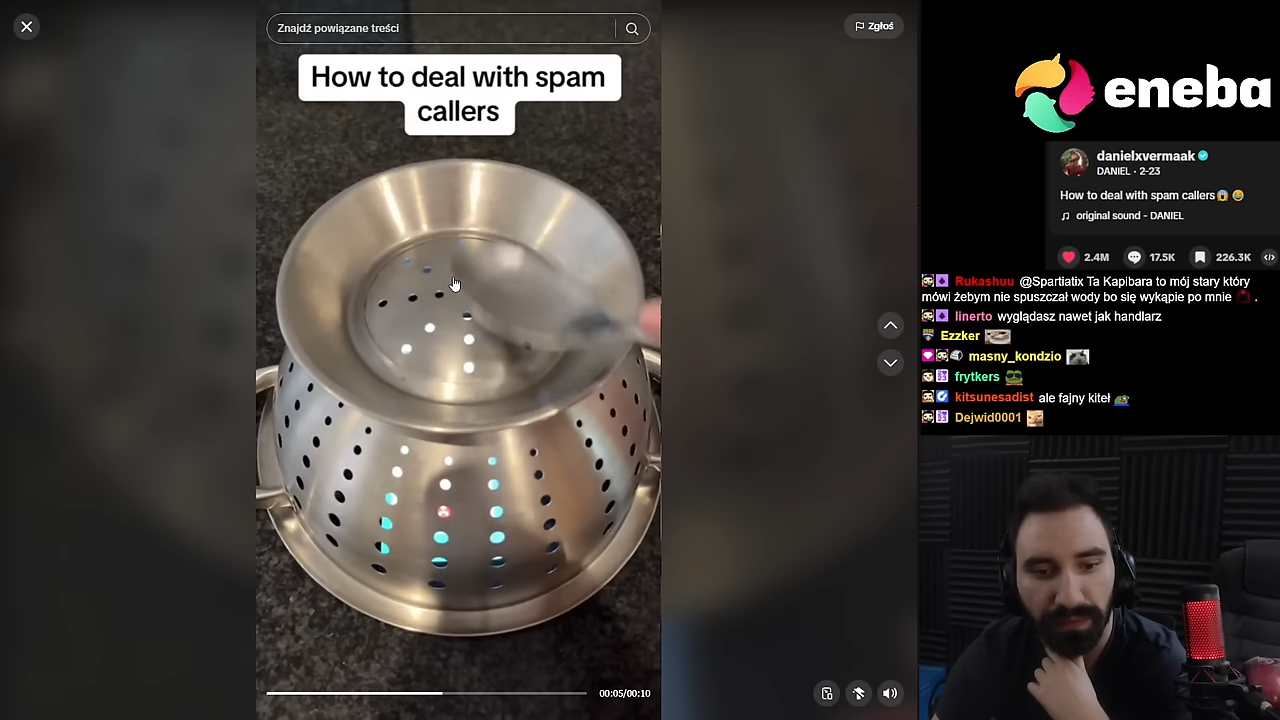 Znajdź powiązane treści
Zgłoś
How to deal with spam
callers
00:05/00:10
eneba
danielxvermaak
DANIEL · 2-23
How to deal with spam callers😱😂
♫ original sound - DANIEL
2.4M 17.5K 226.3K
Rukashuu @Spartiatix Ta Kapibara to mój stary który
mówi żebym nie spuszczał wody bo się wykąpie po mnie .
linerto wyglądasz nawet jak handlarz
Ezzker
masny_kondzio
frytkers
kitsunesadist ale fajny kiteł
Dejwid0001